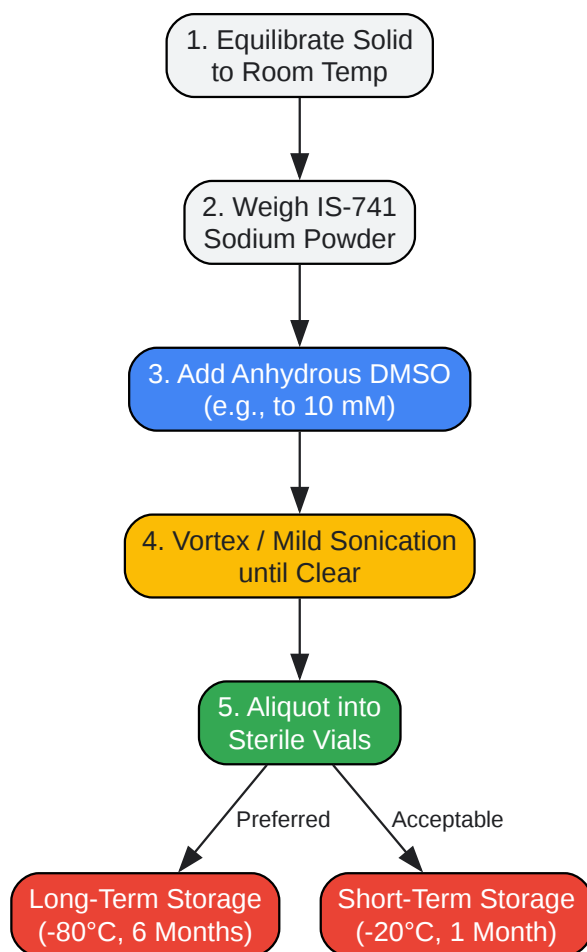 1. Equilibrate Solid
to Room Temp
2. Weigh IS-741
Sodium Powder
3. Add Anhydrous DMSO
(e.g., to 10 mM)
4. Vortex / Mild Sonication
until Clear
5. Aliquot into
Sterile Vials
Preferred
Acceptable
Long-Term Storage
(-80°C, 6 Months)
Short-Term Storage
(-20°C, 1 Month)